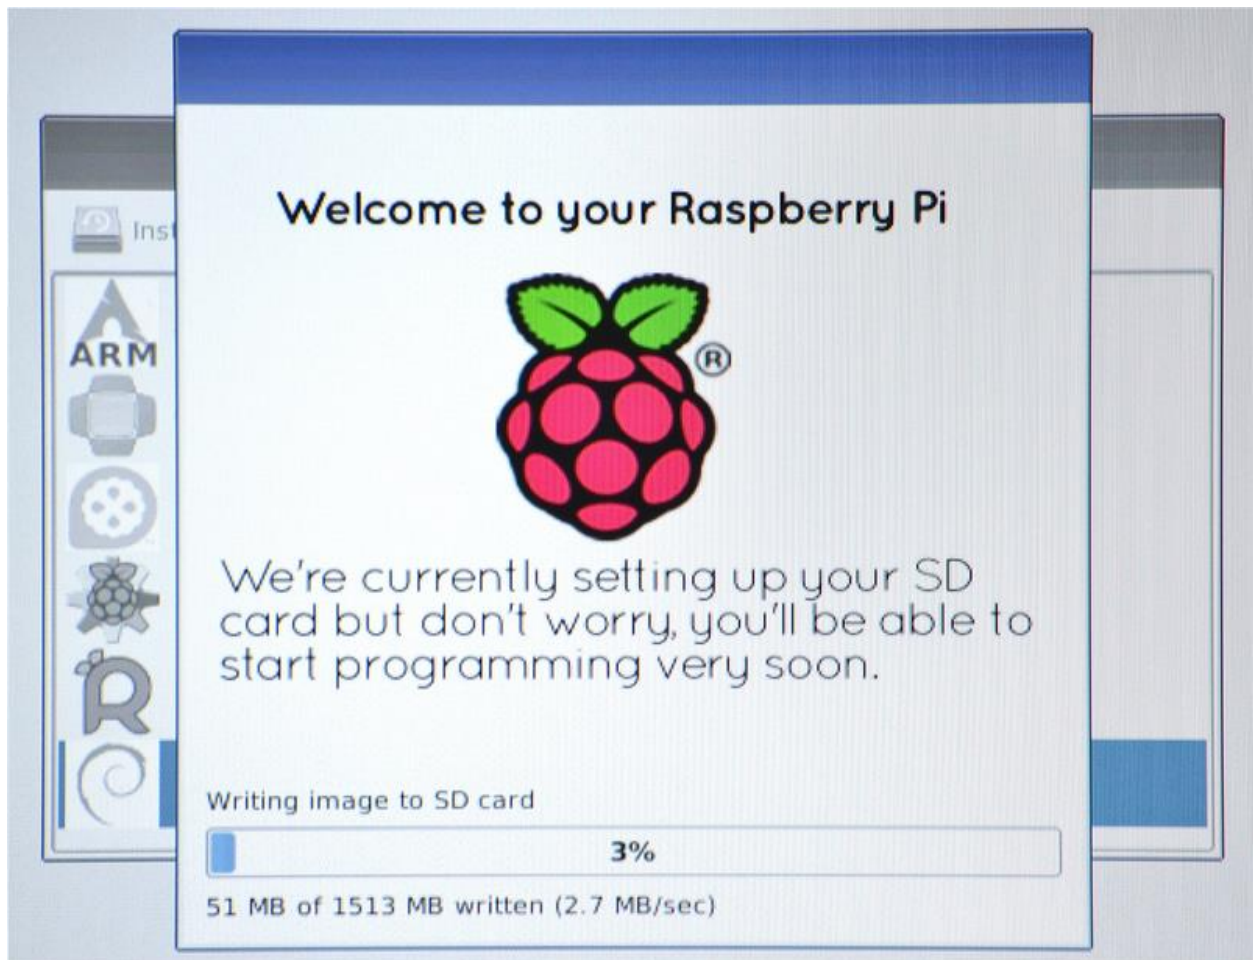 Welcome to your Raspberry Pi
Inst
ARM
®
We're currently setting up your SD
card but don't worry, you'll be able to
start programming very soon.
Writing image to SD card
3%
51 MB of 1513 MB written (2.7 MB/sec)